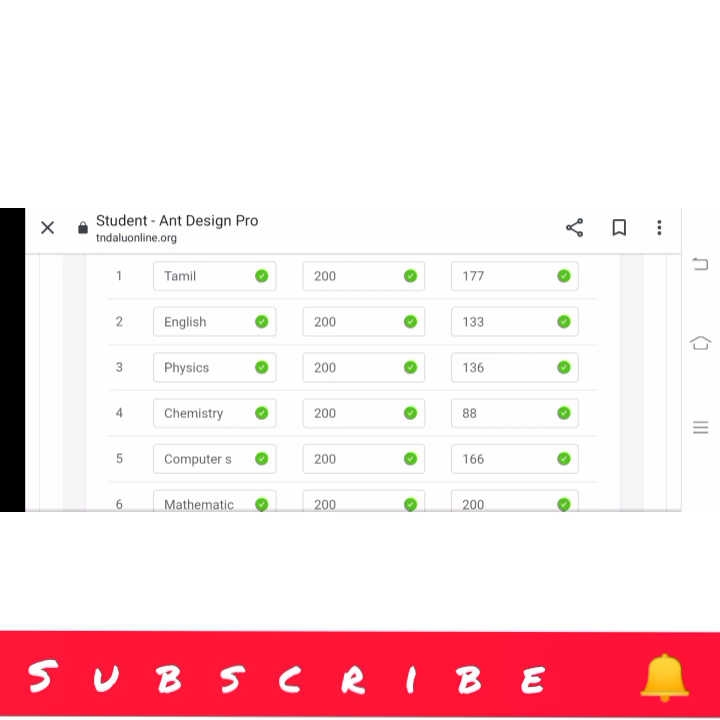 Student - Ant Design Pro
tndaluonline.org
1 Tamil 200 177
2 English 200 133
3 Physics 200 136
4 Chemistry 200 88
5 Computer s 200 166
6 Mathematic 200 200
SUBSCRIBE